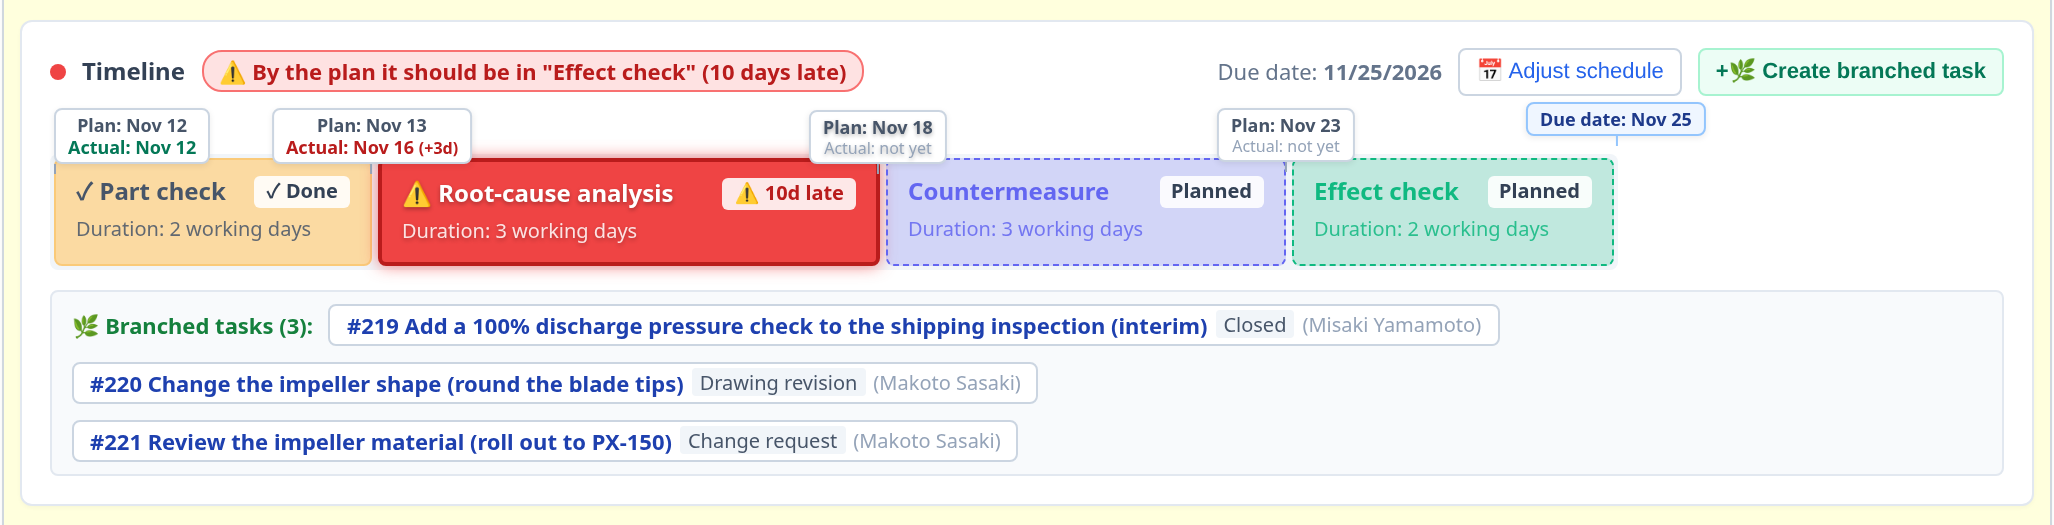 Timeline
⚠️ By the plan it should be in "Effect check" (10 days late)
Due date: 11/25/2026
📅 Adjust schedule
+🌿 Create branched task
Plan: Nov 12
Actual: Nov 12
Plan: Nov 13
Actual: Nov 16 (+3d)
Plan: Nov 18
Actual: not yet
Plan: Nov 23
Actual: not yet
Due date: Nov 25
✓ Part check
✓ Done
Duration: 2 working days
⚠️ Root-cause analysis
⚠️ 10d late
Duration: 3 working days
Countermeasure
Planned
Duration: 3 working days
Effect check
Planned
Duration: 2 working days
🌿 Branched tasks (3):
#219 Add a 100% discharge pressure check to the shipping inspection (interim) Closed (Misaki Yamamoto)
#220 Change the impeller shape (round the blade tips) Drawing revision (Makoto Sasaki)
#221 Review the impeller material (roll out to PX-150) Change request (Makoto Sasaki)